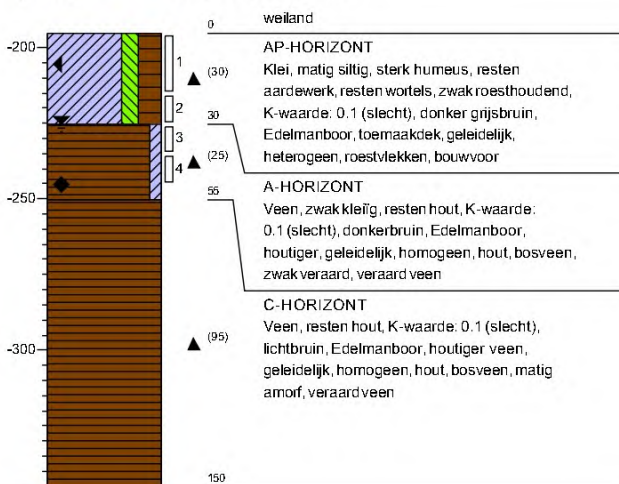 0
weiland
-200
1
(30)
2
30
AP-HORIZONT
Klei, matig siltig, sterk humeus, resten
aardewerk, resten wortels, zwak roesthoudend,
K-waarde: 0.1 (slecht), donker grijsbruin,
Edelmanboor, toemaakdek, geleidelijk,
heterogeen, roestvlekken, bouwvoor
3
(25)
4
-250
55
A-HORIZONT
Veen, zwak kleiïg, resten hout, K-waarde:
0.1 (slecht), donkerbruin, Edelmanboor,
houtiger, geleidelijk, homogeen, hout, bosveen,
zwak veraard, veraard veen
-300
(95)
C-HORIZONT
Veen, resten hout, K-waarde: 0.1 (slecht),
lichtbruin, Edelmanboor, houtiger veen,
geleidelijk, homogeen, hout, bosveen, matig
amorf, veraard veen
150